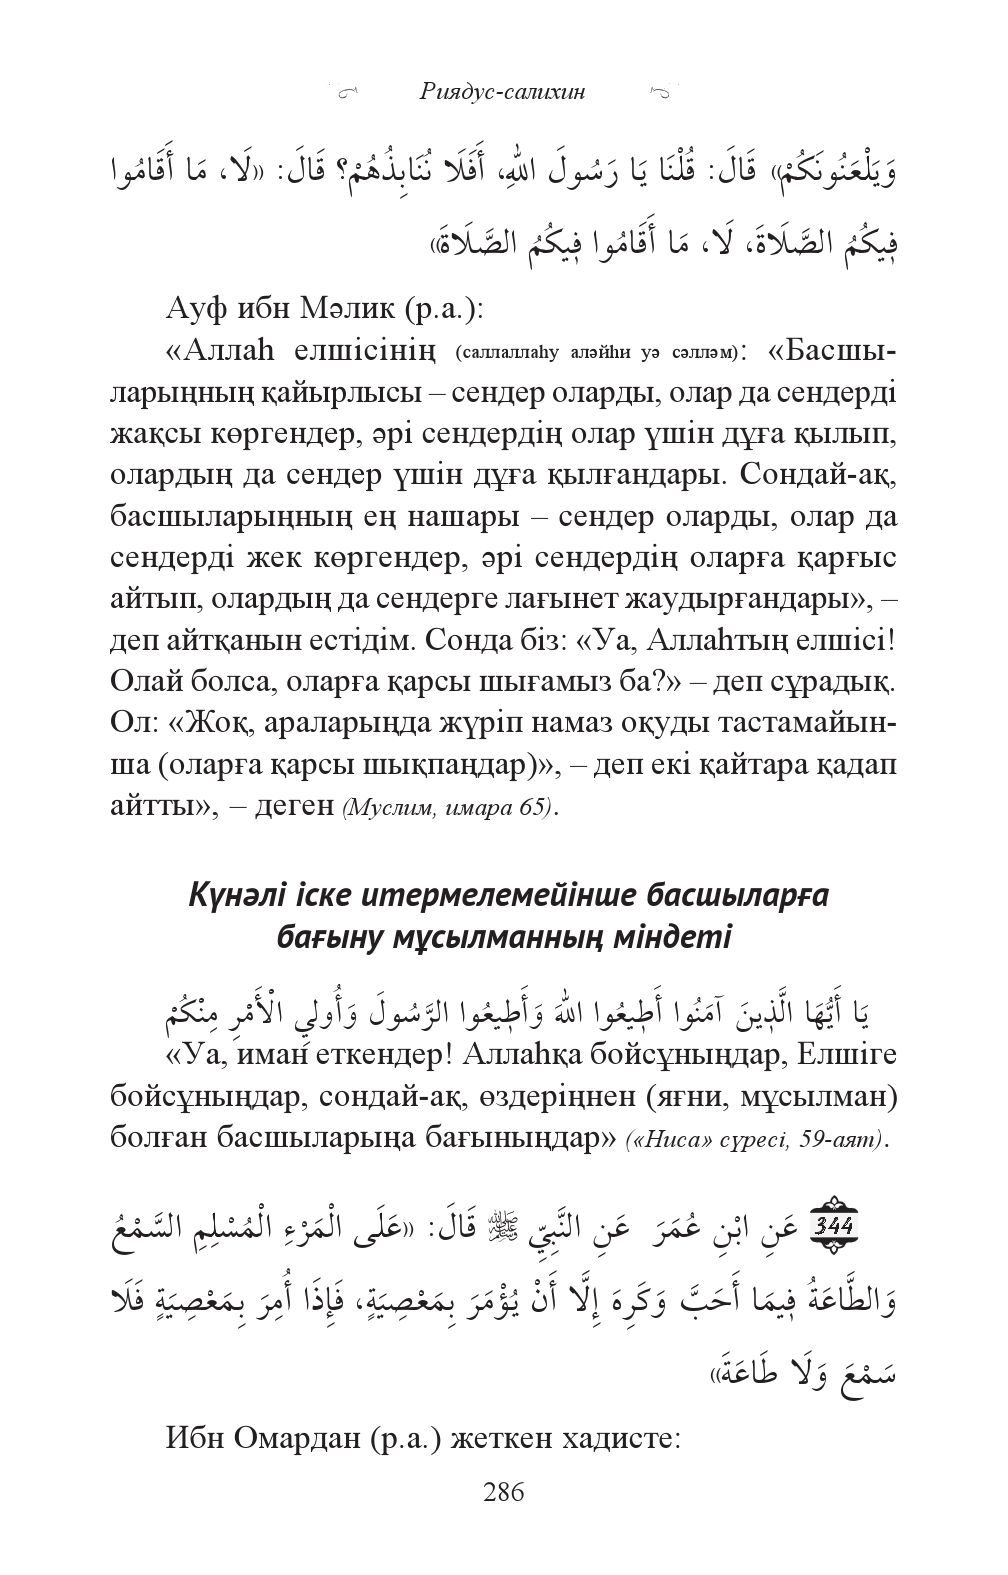 Риядус-салихин
وَيَلْعَنُونَكُمْ» قَالَ: قُلْنَا يَا رَسُولَ اللهِ، أَفَلَا نُنَابِذُهُمْ؟ قَالَ: «لَا، مَا أَقَامُوا
فِيكُمُ الصَّلَاةَ، لَا، مَا أَقَامُوا فِيكُمُ الصَّلَاةَ»
Ауф ибн Мәлик (р.а.):
«Аллаһ елшісінің (саллаллаһу аләйһи уә сәлләм): «Басшы-
ларыңның қайырлысы – сендер оларды, олар да сендерді
жақсы көргендер, әрі сендердің олар үшін дұға қылып,
олардың да сендер үшін дұға қылғандары. Сондай-ақ,
басшыларыңның ең нашары – сендер оларды, олар да
сендерді жек көргендер, әрі сендердің оларға қарғыс
айтып, олардың да сендерге лағынет жаудырғандары», –
деп айтқанын естідім. Сонда біз: «Уа, Аллаһтың елшісі!
Олай болса, оларға қарсы шығамыз ба?» – деп сұрадық.
Ол: «Жоқ, араларыңда жүріп намаз оқуды тастамайын-
ша (оларға қарсы шықпаңдар)», – деп екі қайтара қадап
айтты», – деген (Муслим, имара 65).
Күнәлі іске итермелемейінше басшыларға
бағыну мұсылманның міндеті
يَا أَيُّهَا الَّذِينَ آمَنُوا أَطِيعُوا اللهَ وَأَطِيعُوا الرَّسُولَ وَأُولِي الْأَمْرِ مِنْكُمْ
«Уа, иман еткендер! Аллаһқа бойсұныңдар, Елшіге
бойсұныңдар, сондай-ақ, өздеріңнен (яғни, мұсылман)
болған басшыларыңа бағыныңдар» («Ниса» сүресі, 59-аят).
344 عَنِ ابْنِ عُمَرَ عَنِ النَّبِيِّ ﷺ قَالَ: «عَلَى الْمَرْءِ الْمُسْلِمِ السَّمْعُ
وَالطَّاعَةُ فِيمَا أَحَبَّ وَكَرِهَ إِلَّا أَنْ يُؤْمَرَ بِمَعْصِيَةٍ، فَإِذَا أُمِرَ بِمَعْصِيَةٍ فَلَا
سَمْعَ وَلَا طَاعَةَ»
Ибн Омардан (р.а.) жеткен хадисте:
286